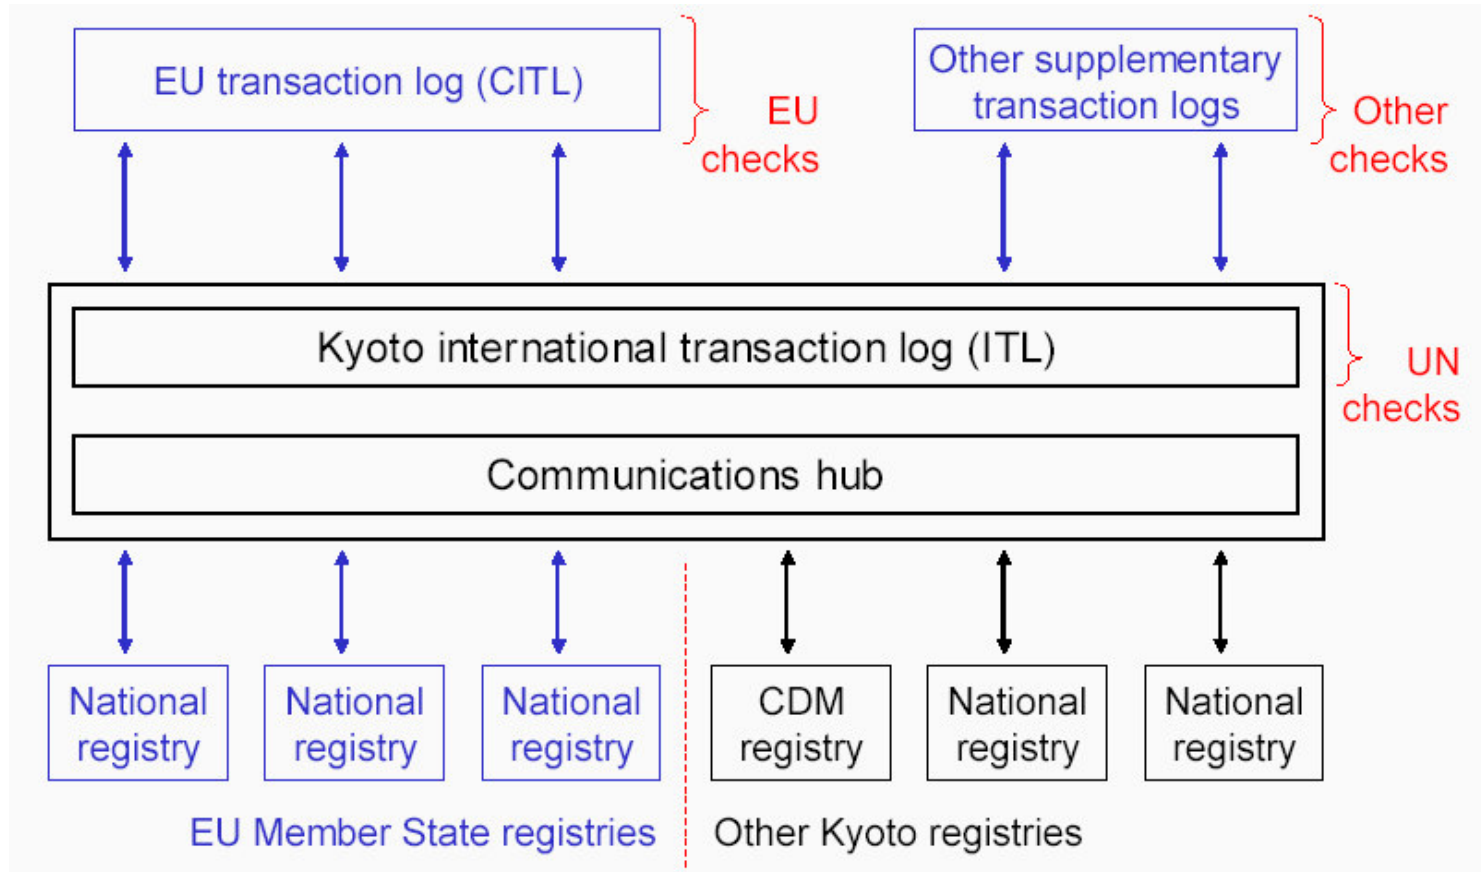 EU transaction log (CITL)
EU
checks
Other supplementary
transaction logs
Other
checks
Kyoto international transaction log (ITL)
UN
checks
Communications hub
National
registry
National
registry
National
registry
CDM
registry
National
registry
National
registry
EU Member State registries
Other Kyoto registries